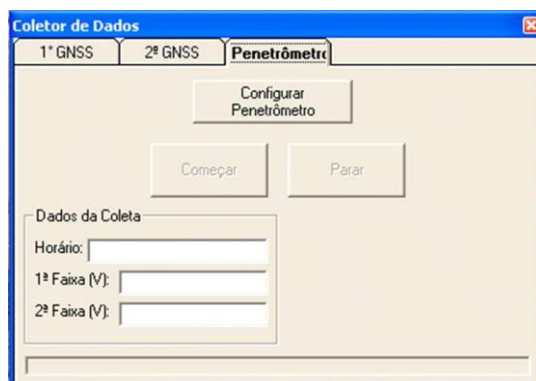 Coletor de Dados
1° GNSS 2ª GNSS Penetrômetro
Configurar
Penetrômetro
Começar Parar
Dados da Coleta
Horário:
1ª Faixa (V):
2ª Faixa (V):